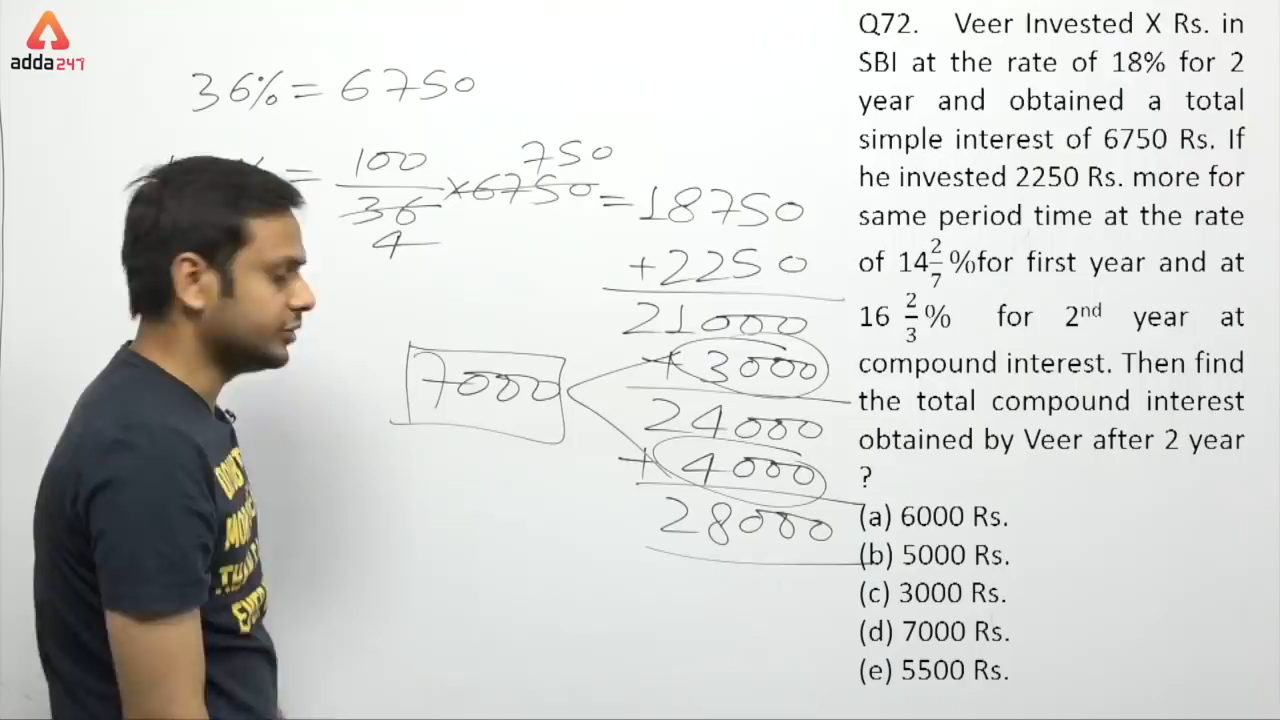 adda247
36% = 6750
= 100/36 × 6750 = 18750
750
4
+2250
21000
+3000
7000
24000
+4000
28000
Q72. Veer Invested X Rs. in
SBI at the rate of 18% for 2
year and obtained a total
simple interest of 6750 Rs. If
he invested 2250 Rs. more for
same period time at the rate
of 14 2/7 %for first year and at
16 2/3 % for 2nd year at
compound interest. Then find
the total compound interest
obtained by Veer after 2 year
?
(a) 6000 Rs.
(b) 5000 Rs.
(c) 3000 Rs.
(d) 7000 Rs.
(e) 5500 Rs.